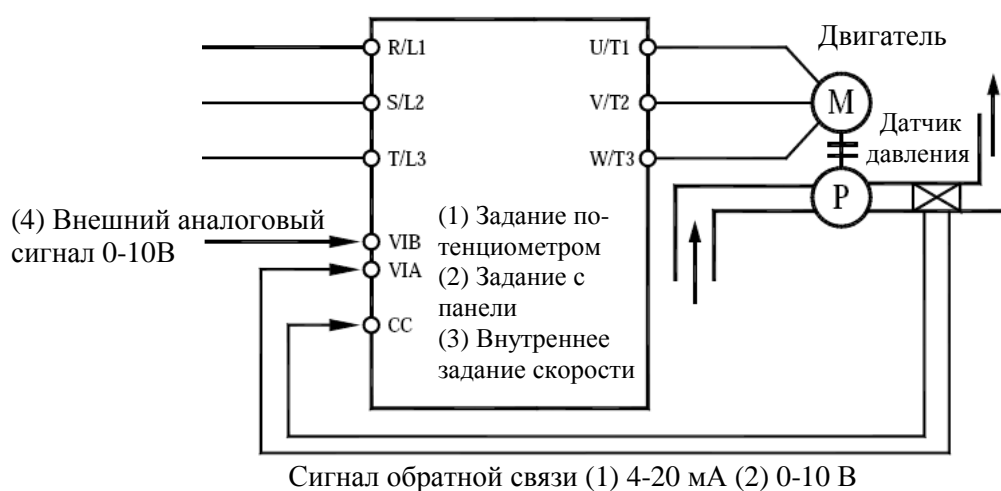 R/L1
U/T1
Двигатель
S/L2
V/T2
M
Датчик
давления
T/L3
W/T3
P
(4) Внешний аналоговый
сигнал 0-10В
VIB
VIA
CC
(1) Задание по-
тенциометром
(2) Задание с
панели
(3) Внутреннее
задание скорости
Сигнал обратной связи (1) 4-20 мА (2) 0-10 В